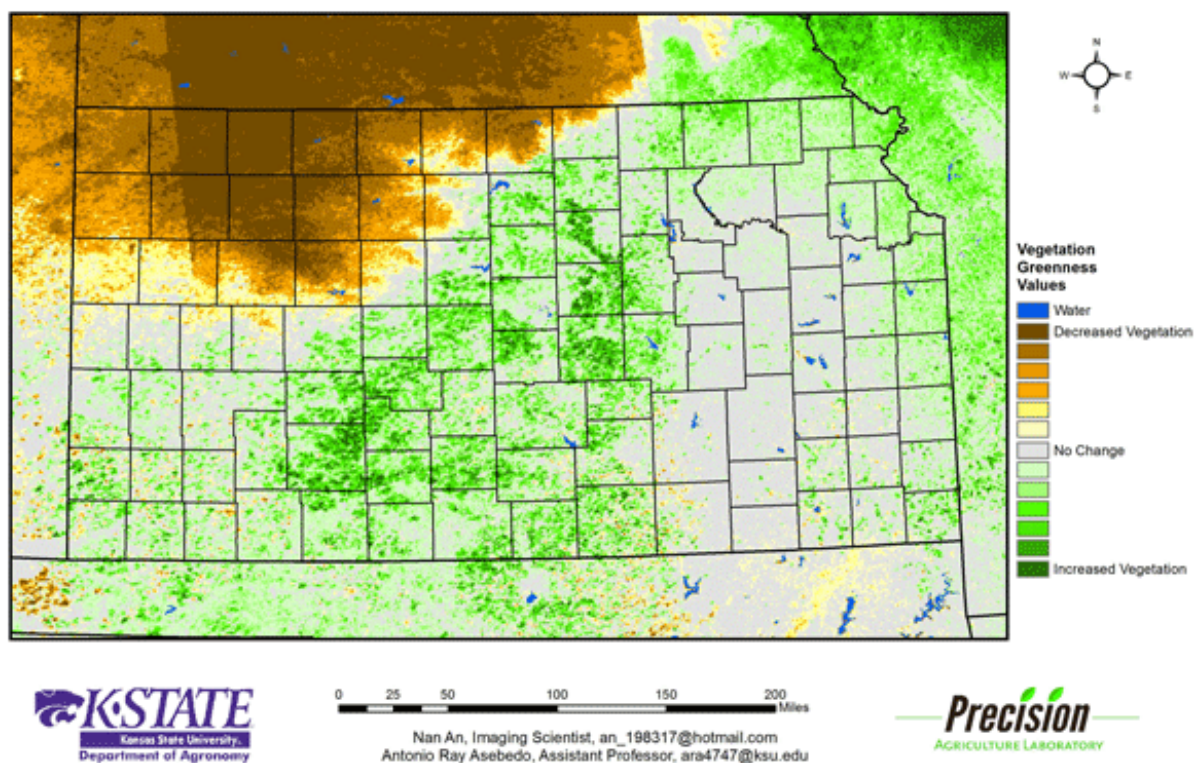 N
W E
S
Vegetation
Greenness
Values
Water
Decreased Vegetation
No Change
Increased Vegetation
K-STATE
Kansas State University.
Department of Agronomy
0 25 50 100 150 200
Miles
Nan An, Imaging Scientist, an_198317@hotmail.com
Antonio Ray Asebedo, Assistant Professor, ara4747@ksu.edu
Precision
AGRICULTURE LABORATORY